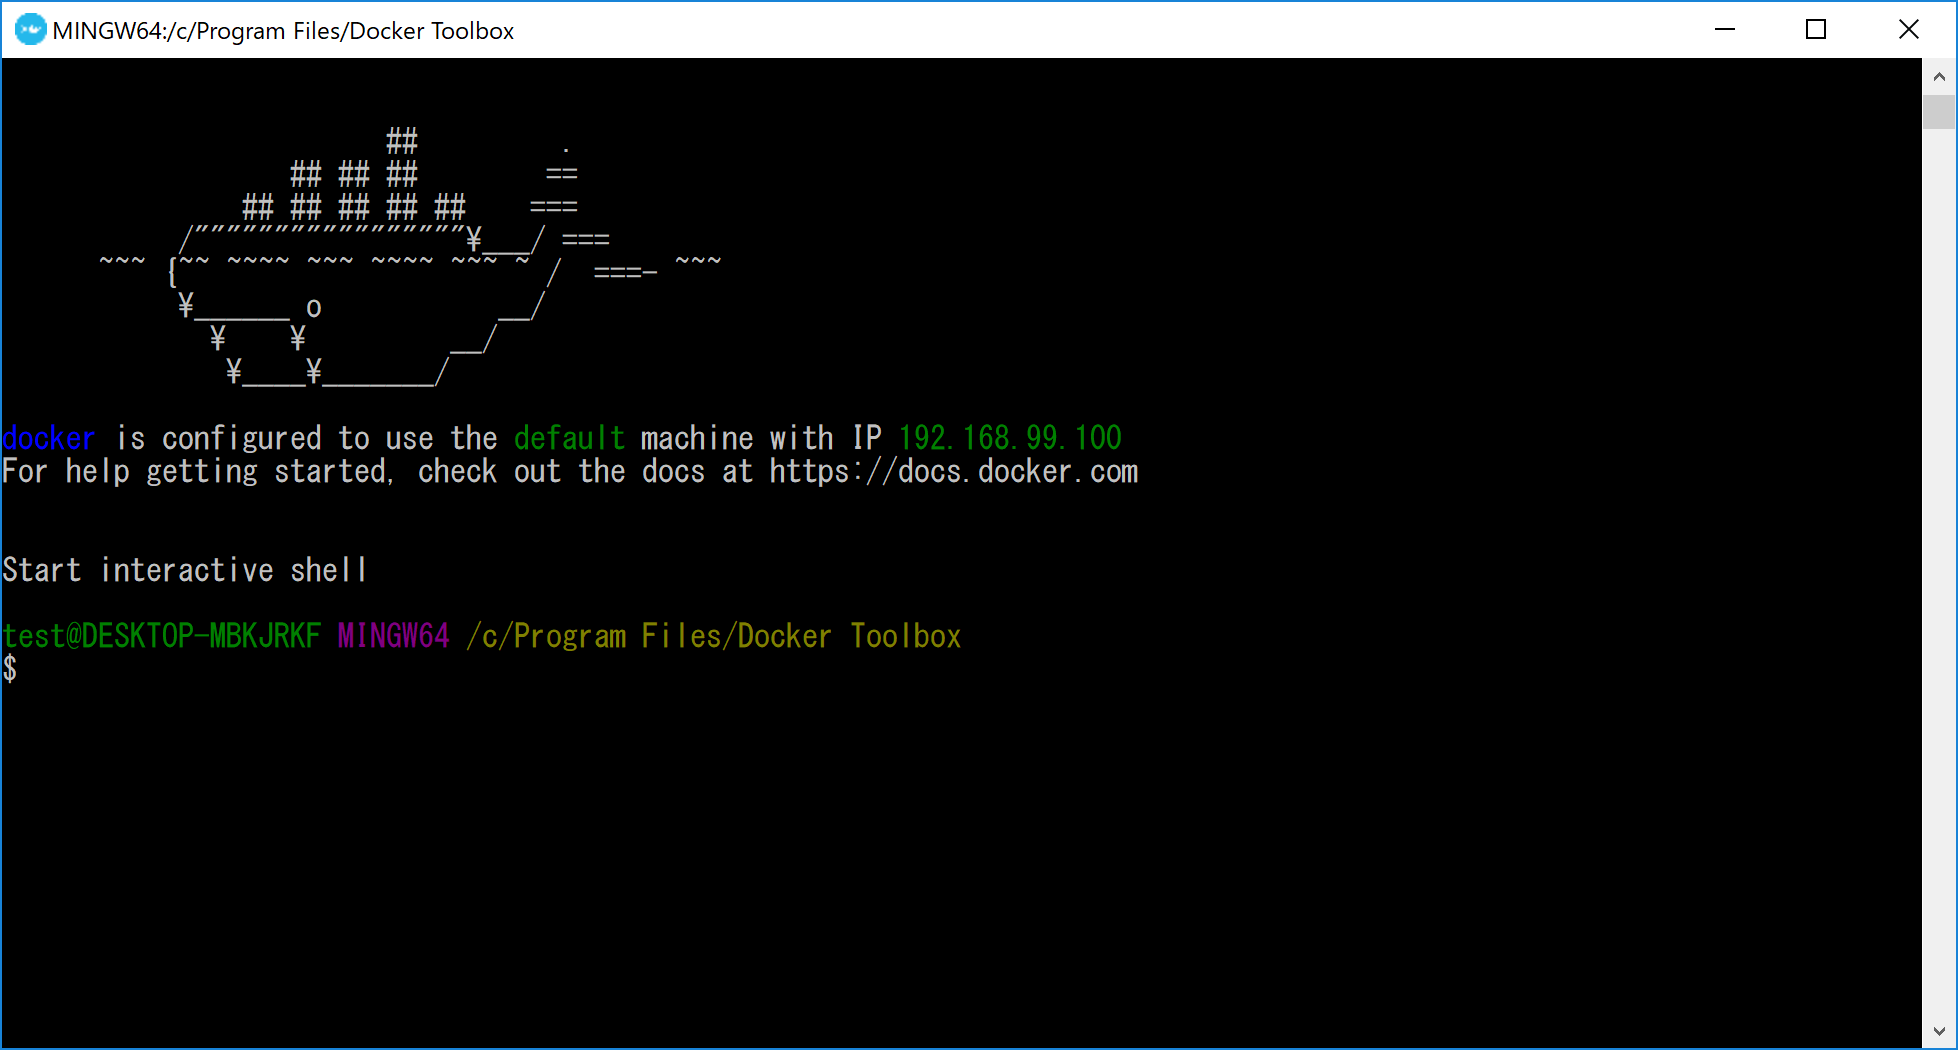 MINGW64:/c/Program Files/Docker Toolbox
                        ##         .
                  ## ## ##        ==
               ## ## ## ## ##    ===
           /"""""""""""""""""¥___/ ===
      ~~~ {~~ ~~~~ ~~~ ~~~~ ~~~ ~ /  ===- ~~~
           ¥______ o           __/
             ¥    ¥         __/
              ¥____¥_______/
docker is configured to use the default machine with IP 192.168.99.100
For help getting started, check out the docs at https://docs.docker.com
Start interactive shell
test@DESKTOP-MBKJRKF MINGW64 /c/Program Files/Docker Toolbox
$